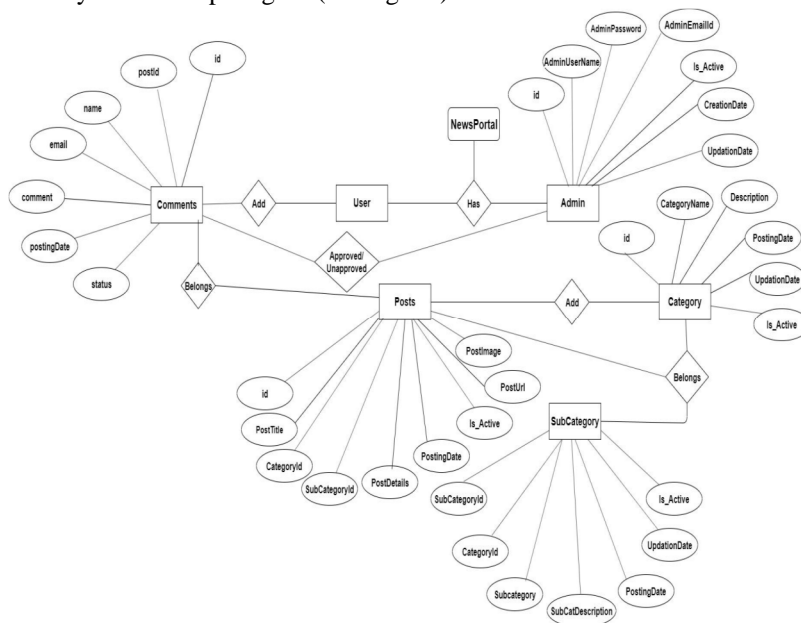 id
postId
name
email
comment
postingDate
status
Comments
Add
User
NewsPortal
Has
Admin
id
AdminUserName
AdminPassword
AdminEmailId
Is_Active
CreationDate
UpdationDate
Approved/
Unapproved
Belongs
Posts
Add
Category
id
CategoryName
Description
PostingDate
UpdationDate
Is_Active
Belongs
PostImage
PostUrl
Is_Active
PostingDate
PostDetails
SubCategoryId
CategoryId
PostTitle
id
SubCategory
SubCategoryId
CategoryId
Subcategory
SubCatDescription
PostingDate
UpdationDate
Is_Active